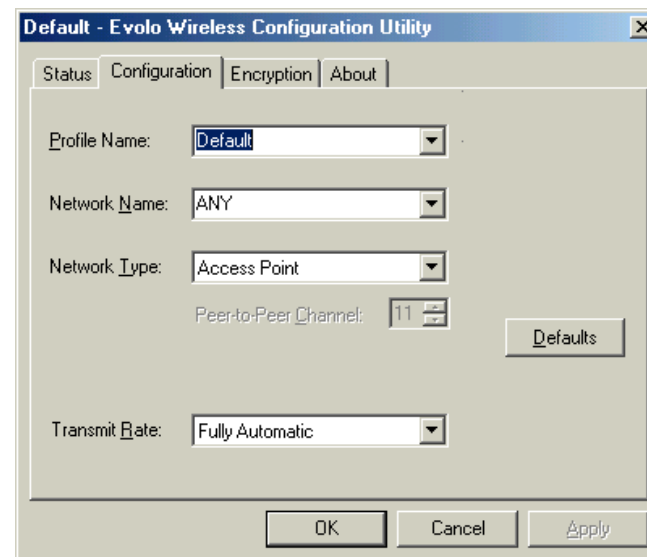 Default - Evolo Wireless Configuration Utility
Status Configuration Encryption About
Profile Name: Default
Network Name: ANY
Network Type: Access Point
Peer-to-Peer Channel: 11
Defaults
Transmit Rate: Fully Automatic
OK Cancel Apply